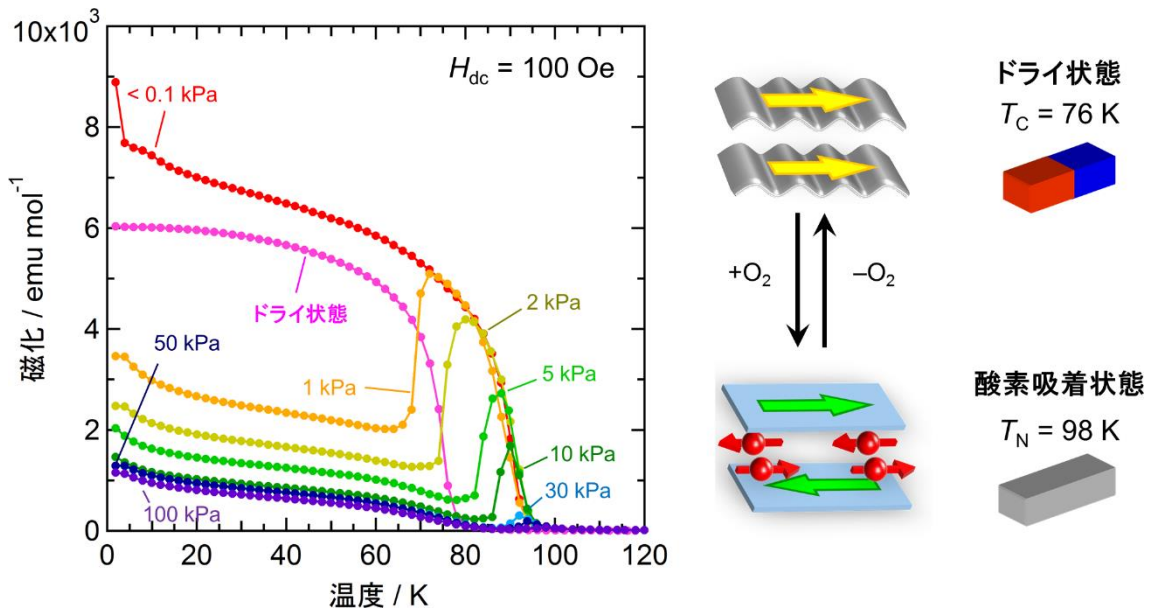 10x10³
8
6
4
2
0
0
20
40
60
80
100
120
磁化 / emu mol⁻¹
温度 / K
H_dc = 100 Oe
< 0.1 kPa
ドライ状態
2 kPa
50 kPa
1 kPa
5 kPa
10 kPa
30 kPa
100 kPa
ドライ状態
T_C = 76 K
+O₂
–O₂
酸素吸着状態
T_N = 98 K